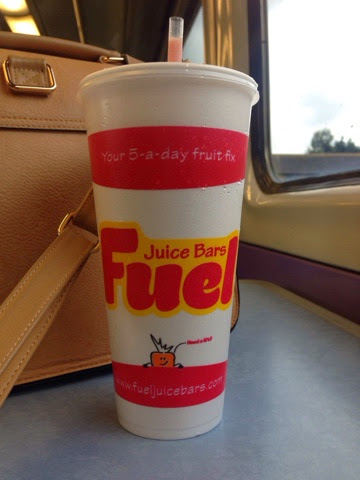 Your 5-a-day fruit fix
Juice Bars
Fuel
www.fueljuicebars.com